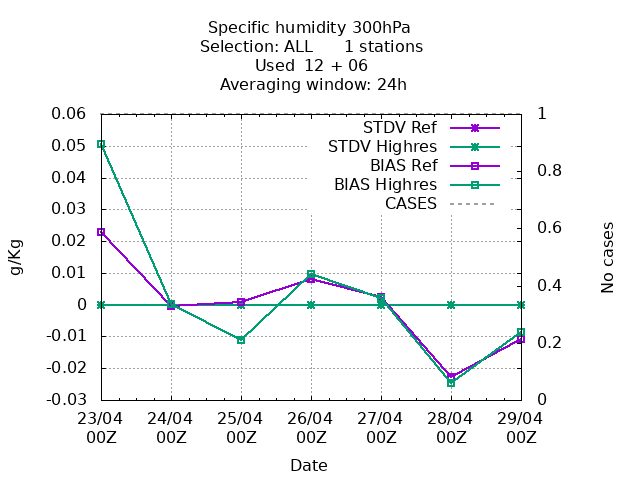 Specific humidity 300hPa
Selection: ALL      1 stations
Used  12 + 06
Averaging window: 24h
0.06
0.05
0.04
0.03
0.02
0.01
0
-0.01
-0.02
-0.03
g/Kg
STDV Ref
STDV Highres
BIAS Ref
BIAS Highres
CASES
1
0.8
0.6
0.4
0.2
0
No cases
23/04 24/04 25/04 26/04 27/04 28/04 29/04
00Z 00Z 00Z 00Z 00Z 00Z 00Z
Date